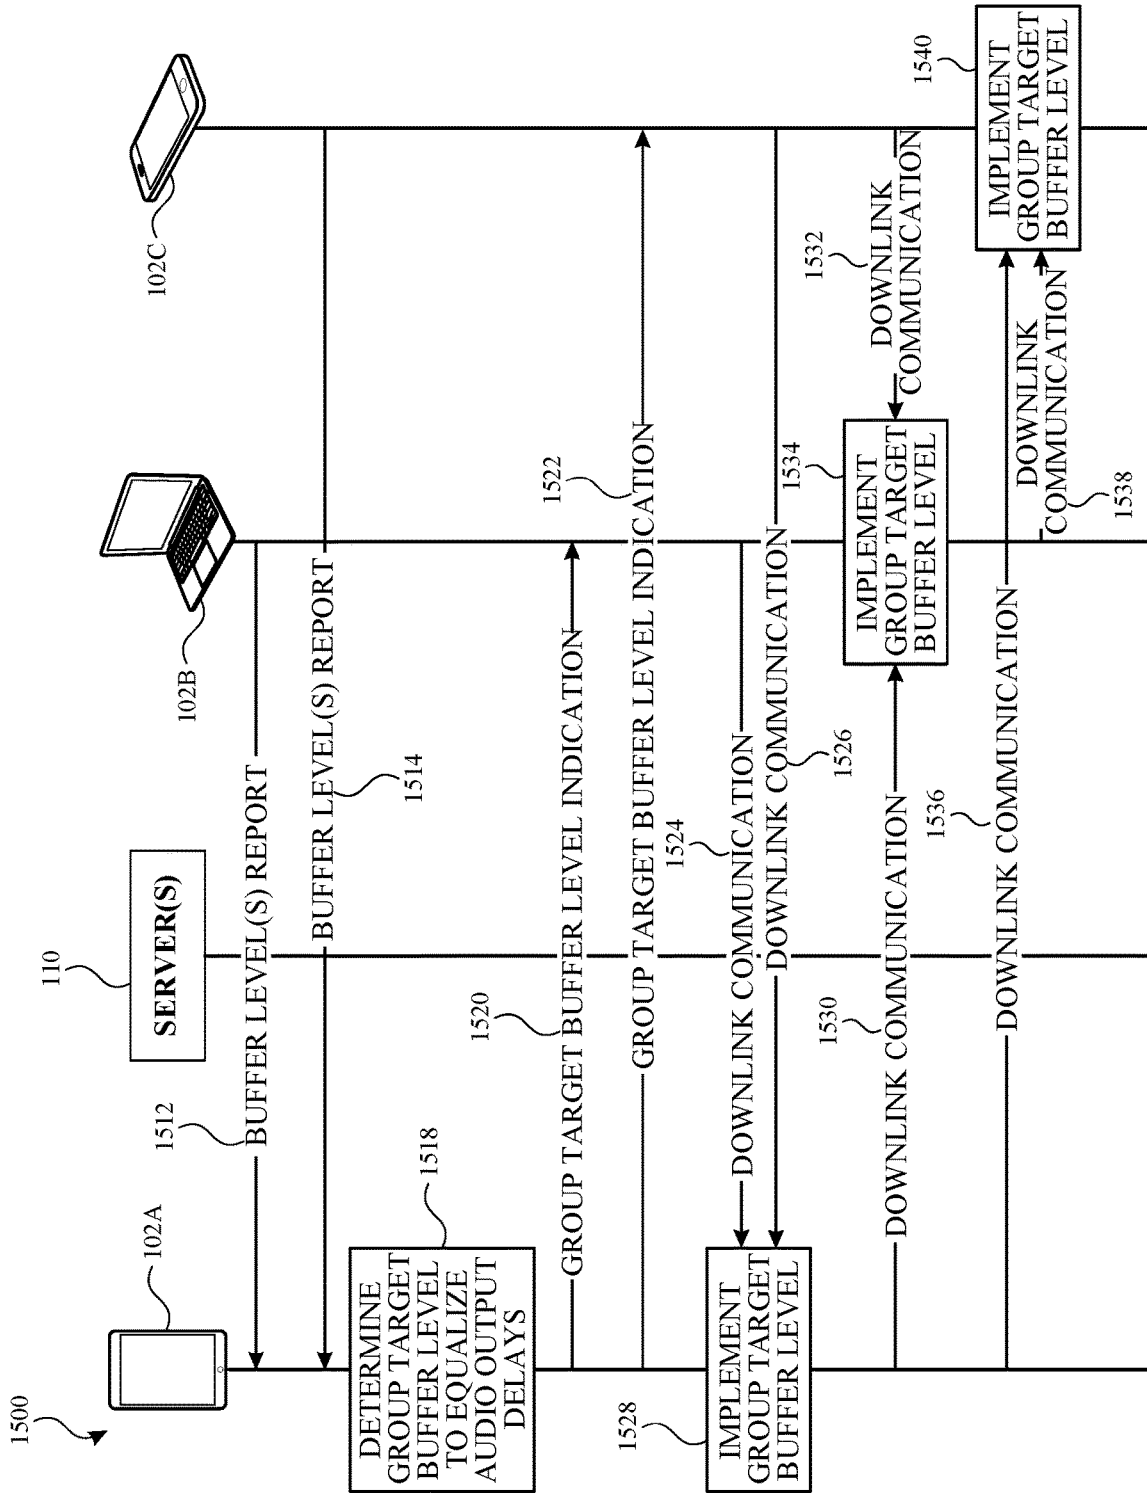 1500
102A
110
SERVER(S)
102B
102C
1512
BUFFER LEVEL(S) REPORT
BUFFER LEVEL(S) REPORT
1514
DETERMINE
GROUP TARGET
BUFFER LEVEL
TO EQUALIZE
AUDIO OUTPUT
DELAYS
1518
1520
GROUP TARGET BUFFER LEVEL INDICATION
1522
GROUP TARGET BUFFER LEVEL INDICATION
1524
DOWNLINK COMMUNICATION
DOWNLINK COMMUNICATION
1526
1528
IMPLEMENT
GROUP TARGET
BUFFER LEVEL
1530
DOWNLINK COMMUNICATION
1532
DOWNLINK
COMMUNICATION
1534
IMPLEMENT
GROUP TARGET
BUFFER LEVEL
1536
DOWNLINK COMMUNICATION
DOWNLINK
COMMUNICATION
1538
1540
IMPLEMENT
GROUP TARGET
BUFFER LEVEL